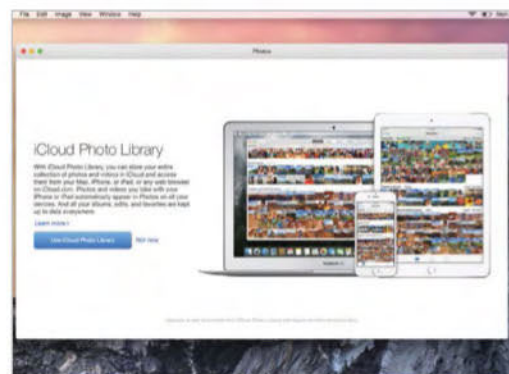 File Edit Image View Window Help
Photos
iCloud Photo Library
With iCloud Photo Library, you can store your entire
collection of photos and videos in iCloud and access
them from your Mac, iPhone, or iPad, or any web browser
on iCloud.com. Photos and videos you take with your
iPhone or iPad automatically appear in Photos on all your
devices. And all your albums, edits, and favorites are kept
up to date everywhere.
Learn more
Use iCloud Photo Library Not now